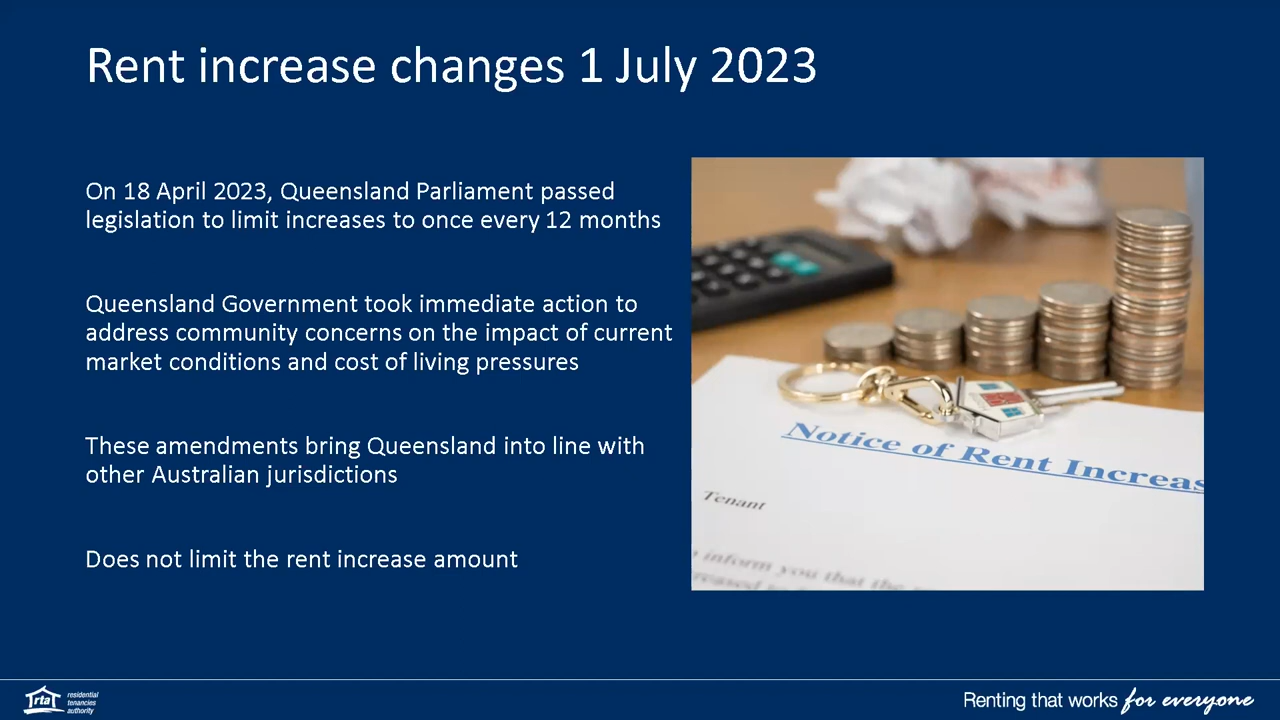 Rent increase changes 1 July 2023
On 18 April 2023, Queensland Parliament passed
legislation to limit increases to once every 12 months
Queensland Government took immediate action to
address community concerns on the impact of current
market conditions and cost of living pressures
These amendments bring Queensland into line with
other Australian jurisdictions
Does not limit the rent increase amount
Notice of Rent Increas
Tenant
inform you that the
reased to
rta
residential
tenancies
authority
Renting that works for everyone